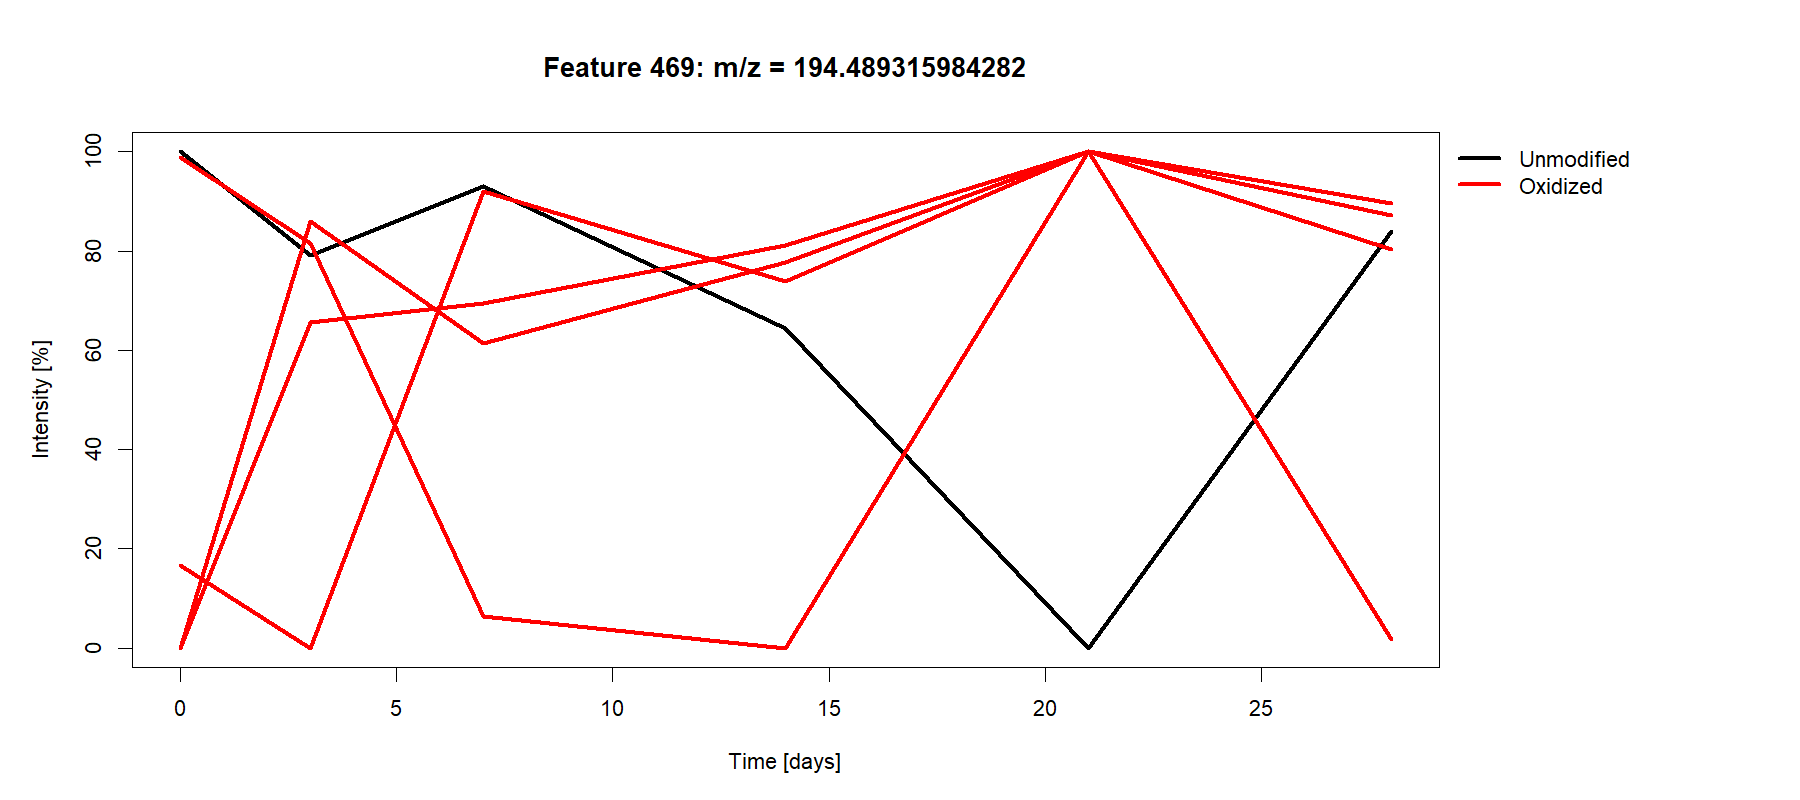 Feature 469: m/z = 194.489315984282
100
80
60
40
20
0
Intensity [%]
0 5 10 15 20 25
Time [days]
Unmodified
Oxidized